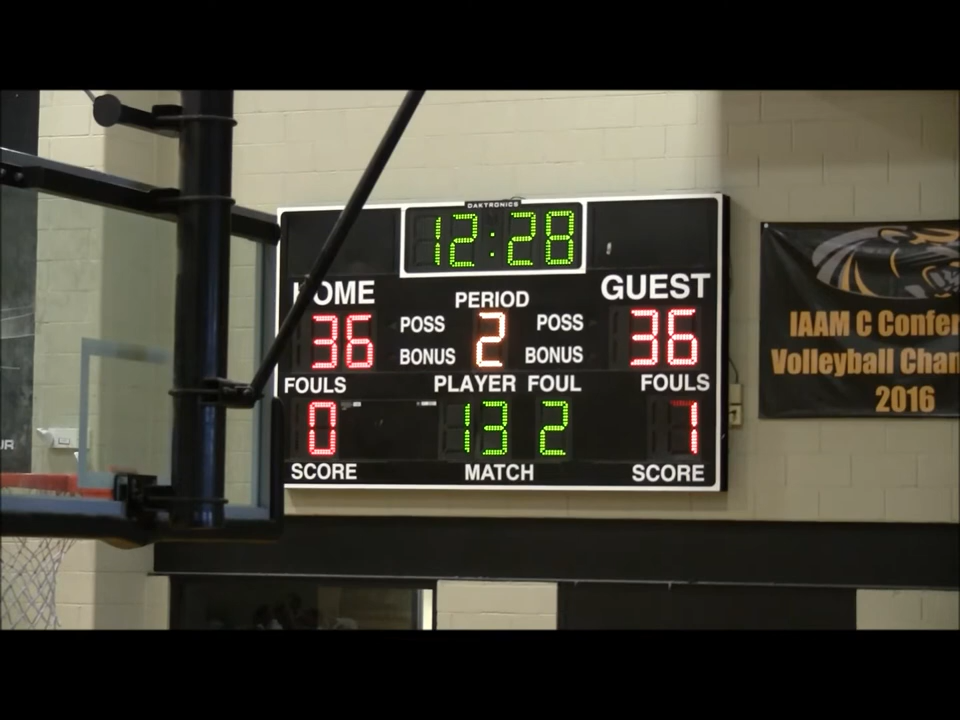 DAKTRONICS
12:28
HOME PERIOD GUEST
36 POSS 2 POSS 36
BONUS BONUS
FOULS PLAYER FOUL FOULS
0 13 2 1
SCORE MATCH SCORE
IAAM C Confer
Volleyball Cham
2016
UR